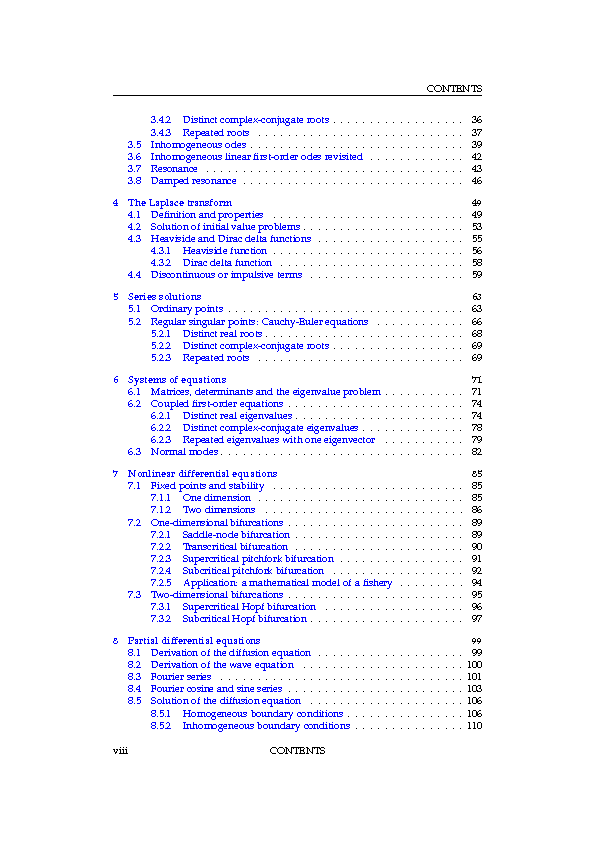 CONTENTS
3.4.2 Distinct complex-conjugate roots . . . . . . . . . . . . . . . . . . . 36
3.4.3 Repeated roots . . . . . . . . . . . . . . . . . . . . . . . . . . . . 37
3.5 Inhomogeneous odes . . . . . . . . . . . . . . . . . . . . . . . . . . . . . 39
3.6 Inhomogeneous linear first-order odes revisited . . . . . . . . . . . . . 42
3.7 Resonance . . . . . . . . . . . . . . . . . . . . . . . . . . . . . . . . . . . 43
3.8 Damped resonance . . . . . . . . . . . . . . . . . . . . . . . . . . . . . . 46
4 The Laplace transform 49
4.1 Definition and properties . . . . . . . . . . . . . . . . . . . . . . . . . . 49
4.2 Solution of initial value problems . . . . . . . . . . . . . . . . . . . . . . 53
4.3 Heaviside and Dirac delta functions . . . . . . . . . . . . . . . . . . . . 55
4.3.1 Heaviside function . . . . . . . . . . . . . . . . . . . . . . . . . . 56
4.3.2 Dirac delta function . . . . . . . . . . . . . . . . . . . . . . . . . 58
4.4 Discontinuous or impulsive terms . . . . . . . . . . . . . . . . . . . . . 59
5 Series solutions 63
5.1 Ordinary points . . . . . . . . . . . . . . . . . . . . . . . . . . . . . . . . 63
5.2 Regular singular points: Cauchy-Euler equations . . . . . . . . . . . . 66
5.2.1 Distinct real roots . . . . . . . . . . . . . . . . . . . . . . . . . . . 68
5.2.2 Distinct complex-conjugate roots . . . . . . . . . . . . . . . . . . 69
5.2.3 Repeated roots . . . . . . . . . . . . . . . . . . . . . . . . . . . . 69
6 Systems of equations 71
6.1 Matrices, determinants and the eigenvalue problem . . . . . . . . . . . 71
6.2 Coupled first-order equations . . . . . . . . . . . . . . . . . . . . . . . . 74
6.2.1 Distinct real eigenvalues . . . . . . . . . . . . . . . . . . . . . . . 74
6.2.2 Distinct complex-conjugate eigenvalues . . . . . . . . . . . . . . 78
6.2.3 Repeated eigenvalues with one eigenvector . . . . . . . . . . . 79
6.3 Normal modes . . . . . . . . . . . . . . . . . . . . . . . . . . . . . . . . . 82
7 Nonlinear differential equations 85
7.1 Fixed points and stability . . . . . . . . . . . . . . . . . . . . . . . . . . 85
7.1.1 One dimension . . . . . . . . . . . . . . . . . . . . . . . . . . . . 85
7.1.2 Two dimensions . . . . . . . . . . . . . . . . . . . . . . . . . . . 86
7.2 One-dimensional bifurcations . . . . . . . . . . . . . . . . . . . . . . . . 89
7.2.1 Saddle-node bifurcation . . . . . . . . . . . . . . . . . . . . . . . 89
7.2.2 Transcritical bifurcation . . . . . . . . . . . . . . . . . . . . . . . 90
7.2.3 Supercritical pitchfork bifurcation . . . . . . . . . . . . . . . . . 91
7.2.4 Subcritical pitchfork bifurcation . . . . . . . . . . . . . . . . . . 92
7.2.5 Application: a mathematical model of a fishery . . . . . . . . . 94
7.3 Two-dimensional bifurcations . . . . . . . . . . . . . . . . . . . . . . . . 95
7.3.1 Supercritical Hopf bifurcation . . . . . . . . . . . . . . . . . . . 96
7.3.2 Subcritical Hopf bifurcation . . . . . . . . . . . . . . . . . . . . . 97
8 Partial differential equations 99
8.1 Derivation of the diffusion equation . . . . . . . . . . . . . . . . . . . . 99
8.2 Derivation of the wave equation . . . . . . . . . . . . . . . . . . . . . . 100
8.3 Fourier series . . . . . . . . . . . . . . . . . . . . . . . . . . . . . . . . . 101
8.4 Fourier cosine and sine series . . . . . . . . . . . . . . . . . . . . . . . . 103
8.5 Solution of the diffusion equation . . . . . . . . . . . . . . . . . . . . . 106
8.5.1 Homogeneous boundary conditions . . . . . . . . . . . . . . . . 106
8.5.2 Inhomogeneous boundary conditions . . . . . . . . . . . . . . . 110
viii CONTENTS